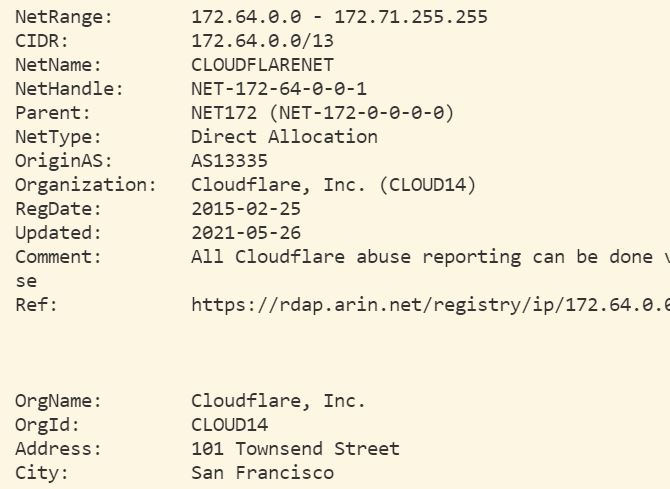 NetRange: 172.64.0.0 - 172.71.255.255
CIDR: 172.64.0.0/13
NetName: CLOUDFLARENET
NetHandle: NET-172-64-0-0-1
Parent: NET172 (NET-172-0-0-0-0)
NetType: Direct Allocation
OriginAS: AS13335
Organization: Cloudflare, Inc. (CLOUD14)
RegDate: 2015-02-25
Updated: 2021-05-26
Comment: All Cloudflare abuse reporting can be done
se
Ref: https://rdap.arin.net/registry/ip/172.64.0.0
OrgName: Cloudflare, Inc.
OrgId: CLOUD14
Address: 101 Townsend Street
City: San Francisco